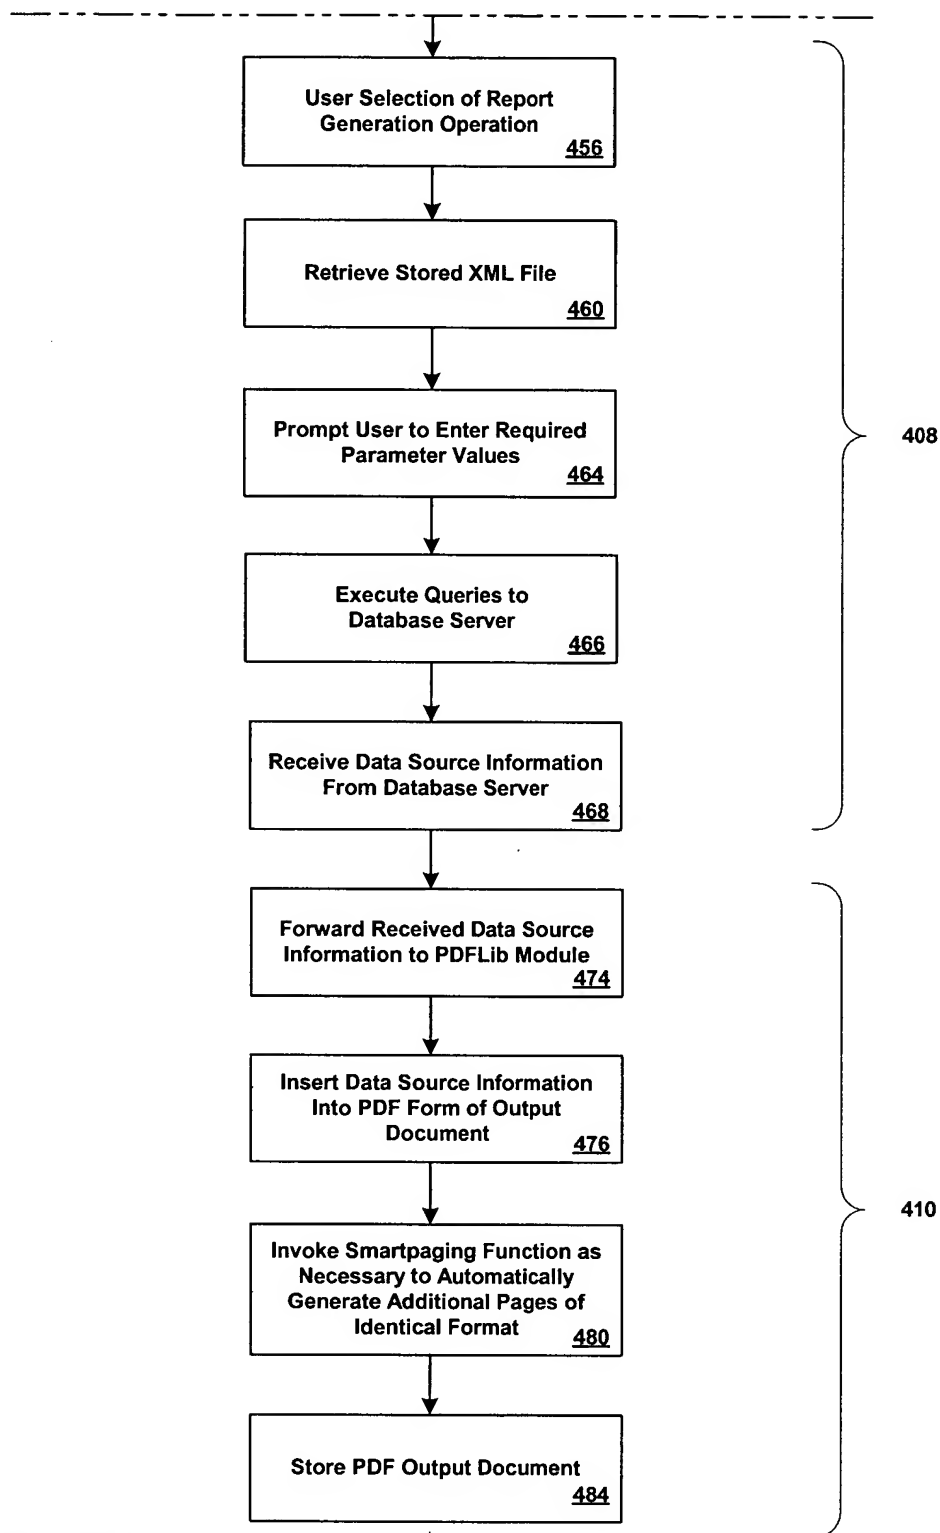 User Selection of Report
Generation Operation
456
Retrieve Stored XML File
460
Prompt User to Enter Required
Parameter Values
464
408
Execute Queries to
Database Server
466
Receive Data Source Information
From Database Server
468
Forward Received Data Source
Information to PDFLib Module
474
Insert Data Source Information
Into PDF Form of Output
Document
476
410
Invoke Smartpaging Function as
Necessary to Automatically
Generate Additional Pages of
Identical Format
480
Store PDF Output Document
484